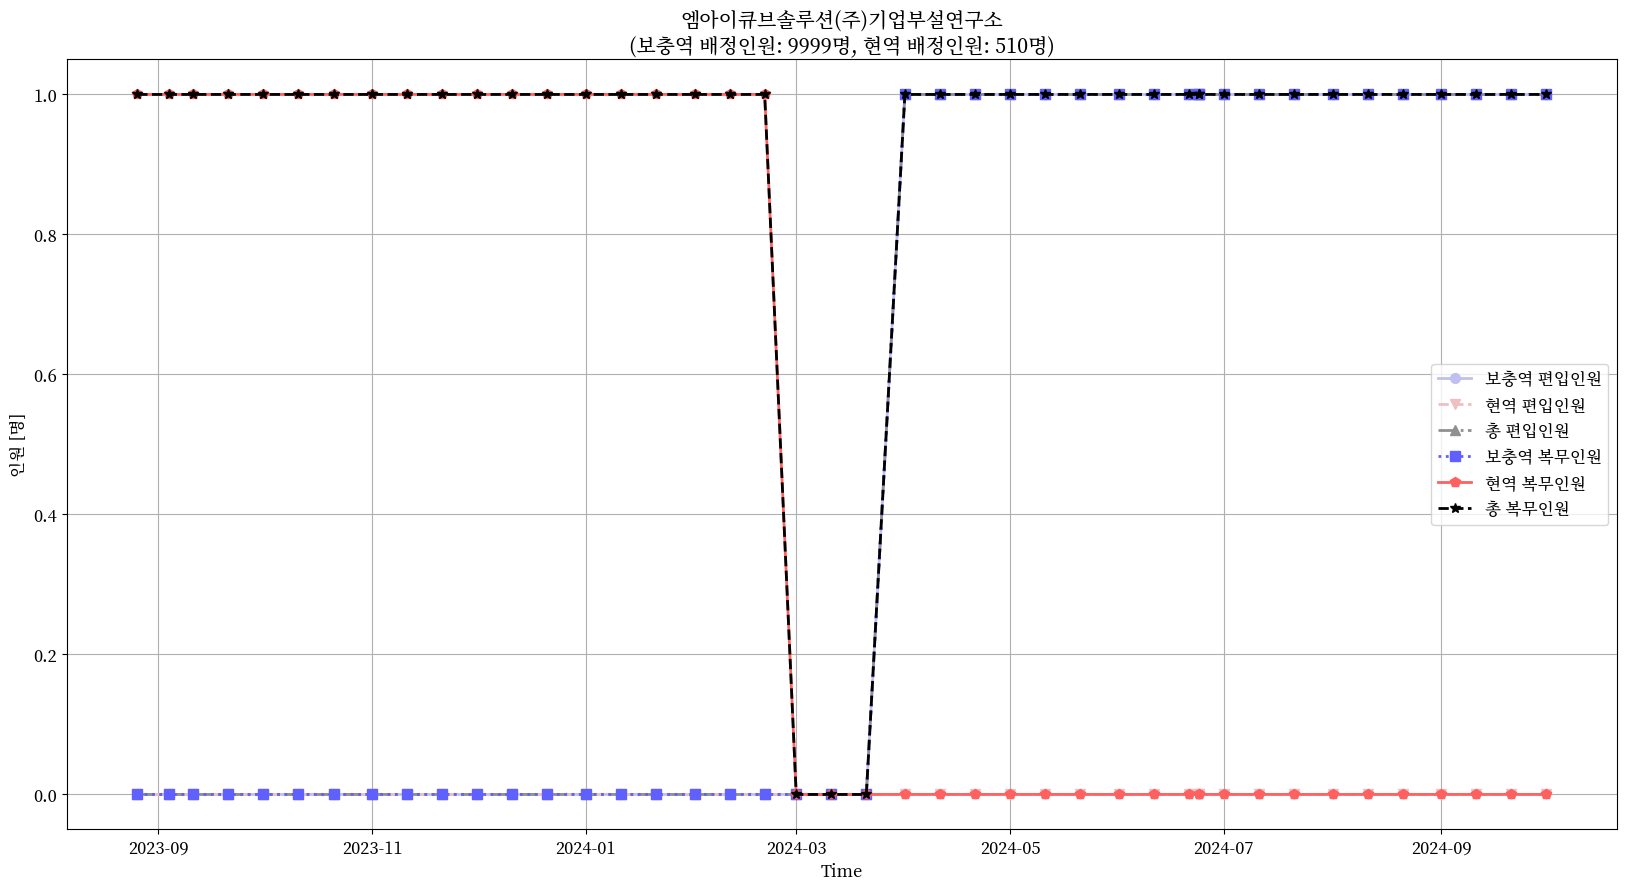 엠아이큐브솔루션(주)기업부설연구소
(보충역 배정인원: 9999명, 현역 배정인원: 510명)
인원 [명]
1.0
0.8
0.6
0.4
0.2
0.0
보충역 편입인원
현역 편입인원
총 편입인원
보충역 복무인원
현역 복무인원
총 복무인원
2023-09
2023-11
2024-01
2024-03
2024-05
2024-07
2024-09
Time